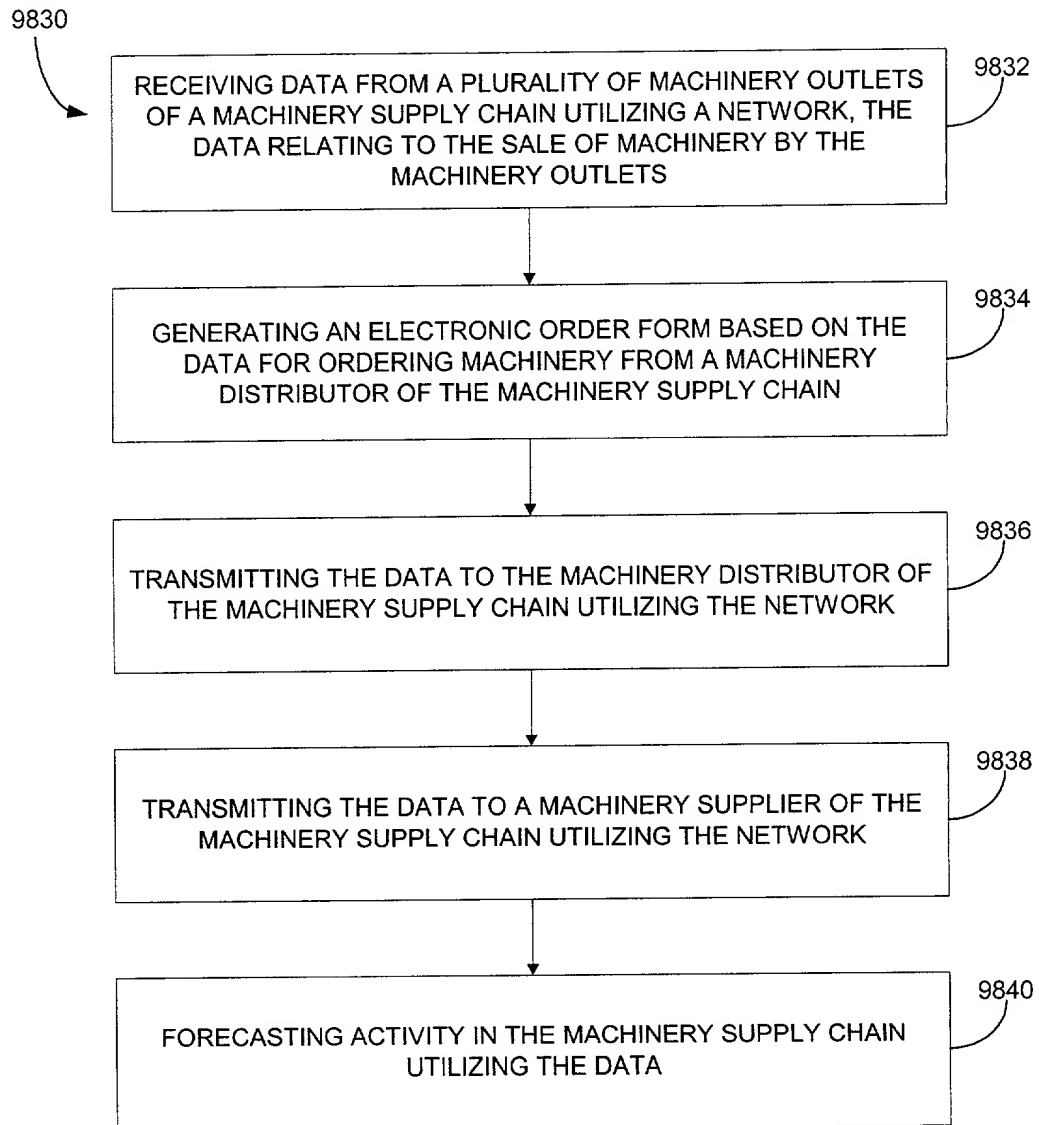 9830
9832
RECEIVING DATA FROM A PLURALITY OF MACHINERY OUTLETS
OF A MACHINERY SUPPLY CHAIN UTILIZING A NETWORK, THE
DATA RELATING TO THE SALE OF MACHINERY BY THE
MACHINERY OUTLETS
9834
GENERATING AN ELECTRONIC ORDER FORM BASED ON THE
DATA FOR ORDERING MACHINERY FROM A MACHINERY
DISTRIBUTOR OF THE MACHINERY SUPPLY CHAIN
9836
TRANSMITTING THE DATA TO THE MACHINERY DISTRIBUTOR OF
THE MACHINERY SUPPLY CHAIN UTILIZING THE NETWORK
9838
TRANSMITTING THE DATA TO A MACHINERY SUPPLIER OF THE
MACHINERY SUPPLY CHAIN UTILIZING THE NETWORK
9840
FORECASTING ACTIVITY IN THE MACHINERY SUPPLY CHAIN
UTILIZING THE DATA